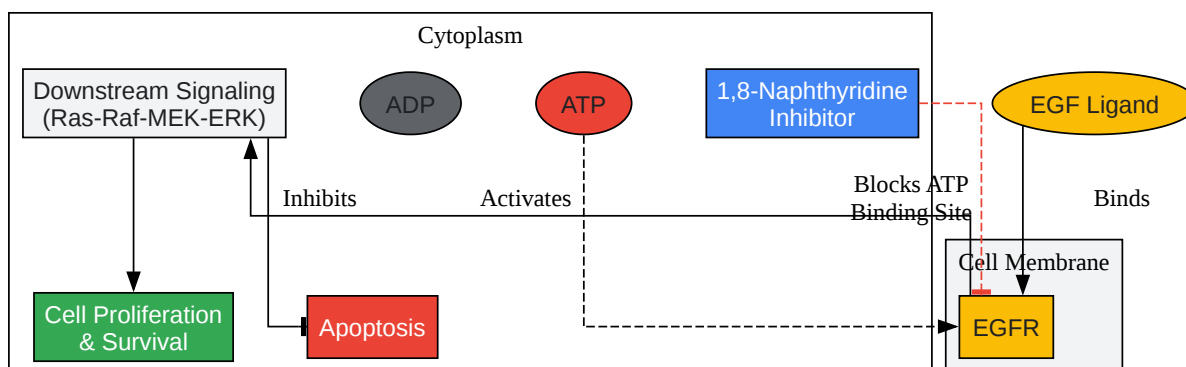 Cytoplasm
Downstream Signaling
(Ras-Raf-MEK-ERK)
ADP
ATP
1,8-Naphthyridine
Inhibitor
EGF Ligand
Inhibits
Activates
Blocks ATP
Binding Site
Binds
Cell Membrane
Cell Proliferation
& Survival
Apoptosis
EGFR